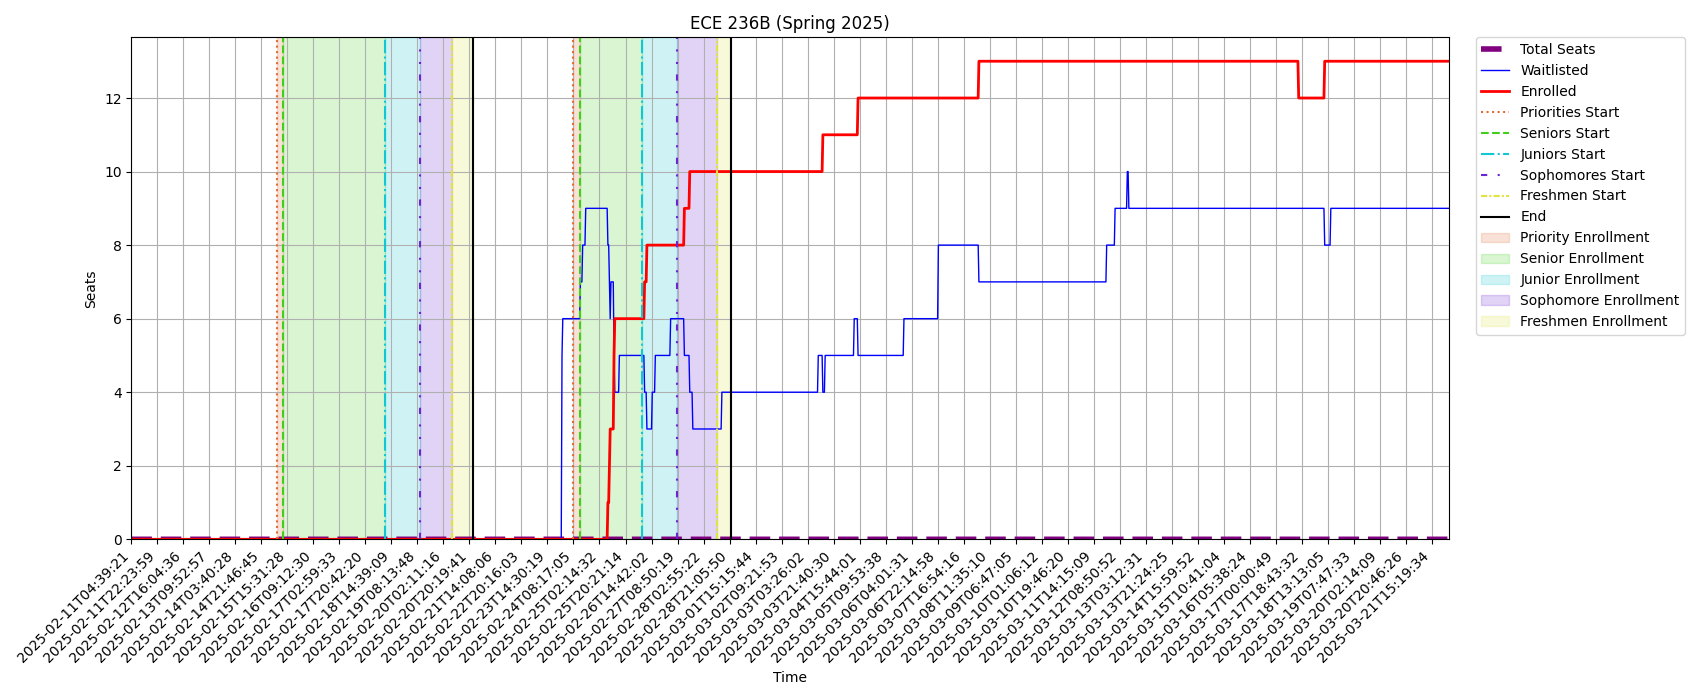 ECE 236B (Spring 2025)
Total Seats
Waitlisted
Enrolled
Priorities Start
Seniors Start
Juniors Start
Sophomores Start
Freshmen Start
End
Priority Enrollment
Senior Enrollment
Junior Enrollment
Sophomore Enrollment
Freshmen Enrollment
Seats
12
10
8
6
4
2
0
2025-02-11T04:39:21
2025-02-11T22:23:59
2025-02-12T16:04:36
2025-02-13T09:52:57
2025-02-14T03:40:28
2025-02-14T21:46:45
2025-02-15T15:31:28
2025-02-16T09:12:30
2025-02-17T02:59:33
2025-02-17T20:42:20
2025-02-18T14:39:09
2025-02-19T08:13:48
2025-02-20T02:11:16
2025-02-20T20:19:41
2025-02-21T14:08:06
2025-02-22T20:16:03
2025-02-23T14:30:19
2025-02-24T08:17:05
2025-02-25T02:14:32
2025-02-25T20:21:14
2025-02-26T14:42:02
2025-02-27T08:50:19
2025-02-28T02:55:22
2025-02-28T21:05:50
2025-03-01T15:15:44
2025-03-02T09:21:53
2025-03-03T03:26:02
2025-03-03T21:40:30
2025-03-04T15:44:01
2025-03-05T09:53:38
2025-03-06T04:01:31
2025-03-06T22:14:58
2025-03-07T16:54:16
2025-03-08T11:35:10
2025-03-09T06:47:05
2025-03-10T01:06:12
2025-03-10T19:46:20
2025-03-11T14:15:09
2025-03-12T08:50:52
2025-03-13T03:12:31
2025-03-13T21:24:25
2025-03-14T15:59:52
2025-03-15T10:41:04
2025-03-16T05:38:24
2025-03-17T00:00:49
2025-03-17T18:43:32
2025-03-18T13:13:05
2025-03-19T07:47:33
2025-03-20T02:14:09
2025-03-20T20:46:26
2025-03-21T15:19:34
Time